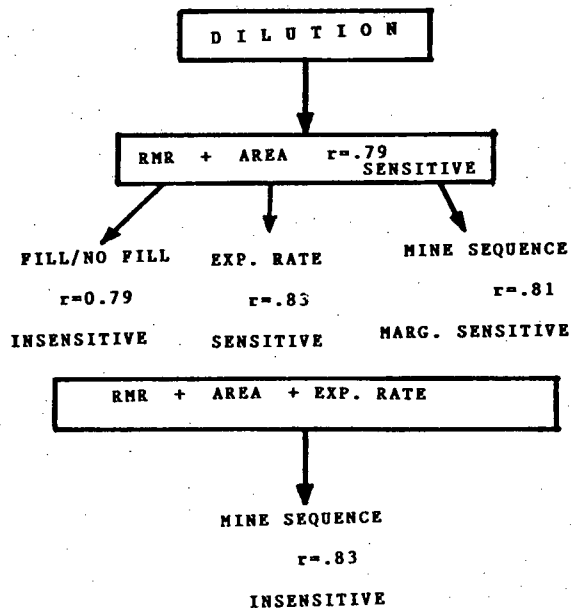 D I L U T I O N
RMR + AREA r=.79
SENSITIVE
FILL/NO FILL
r=0.79
INSENSITIVE
EXP. RATE
r=.83
SENSITIVE
MINE SEQUENCE
r=.81
MARG. SENSITIVE
RMR + AREA + EXP. RATE
MINE SEQUENCE
r=.83
INSENSITIVE